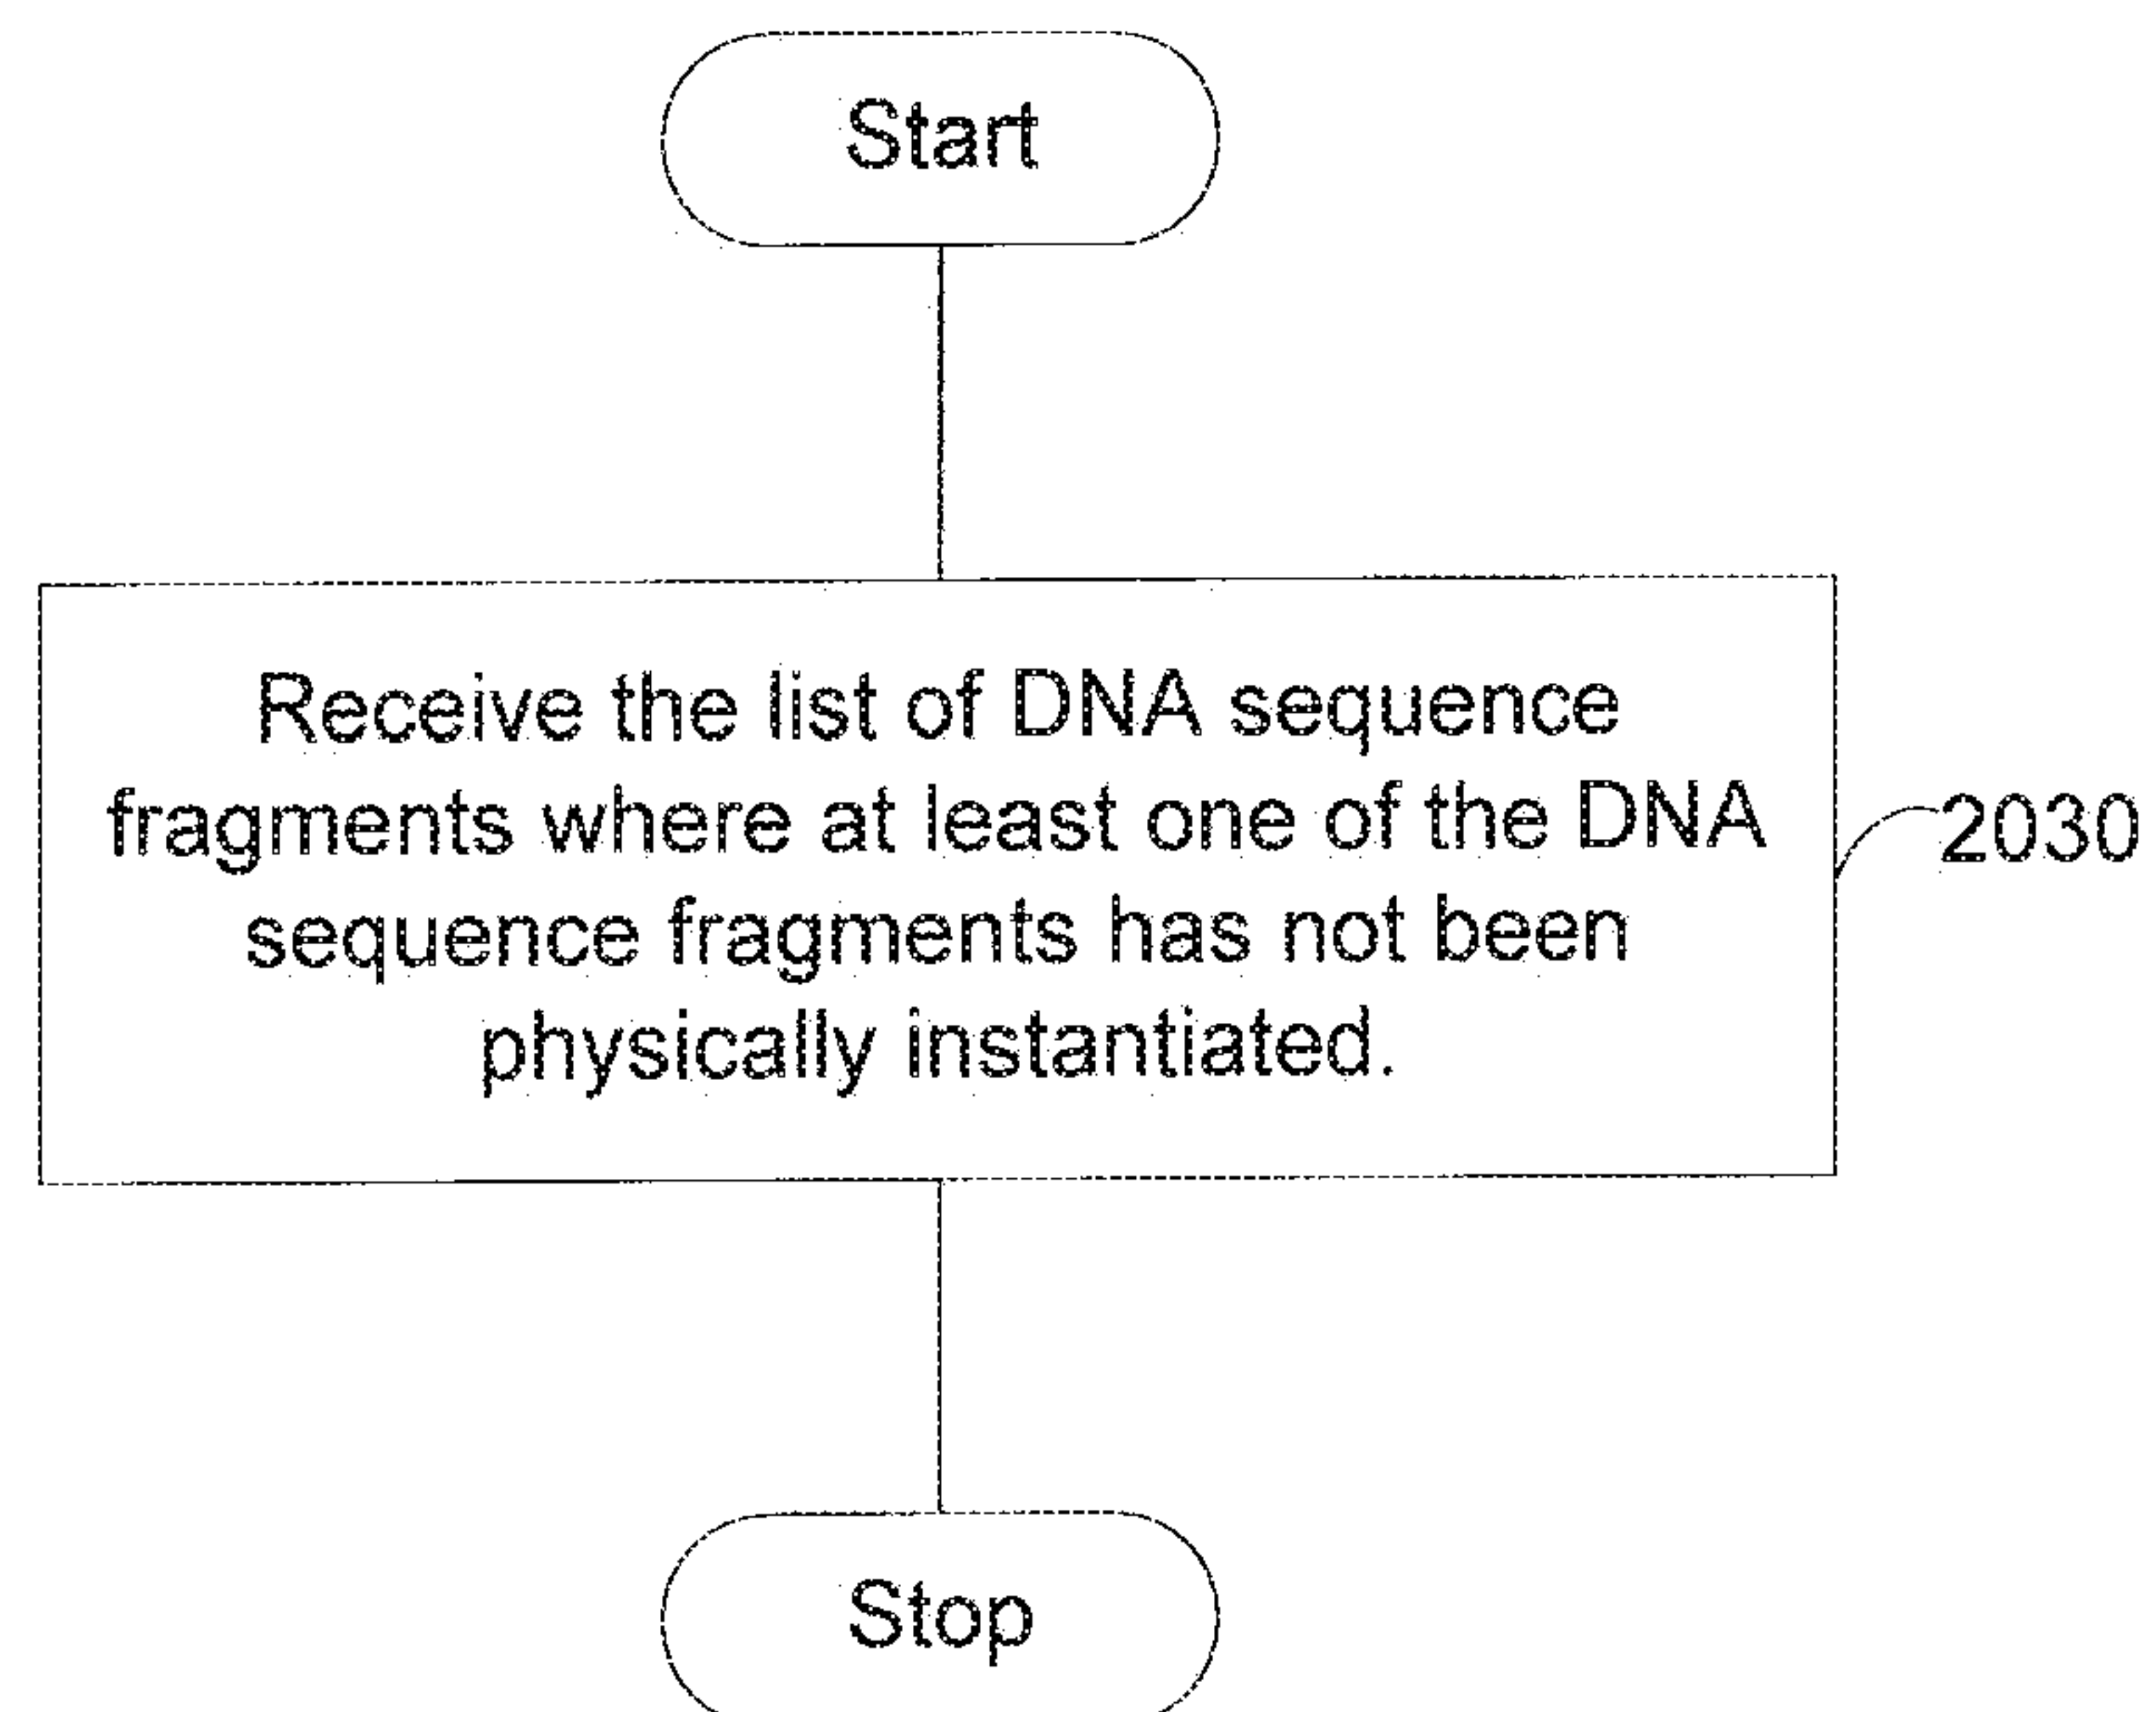 Start
Receive the list of DNA sequence
fragments where at least one of the DNA
sequence fragments has not been
physically instantiated.
2030
Stop